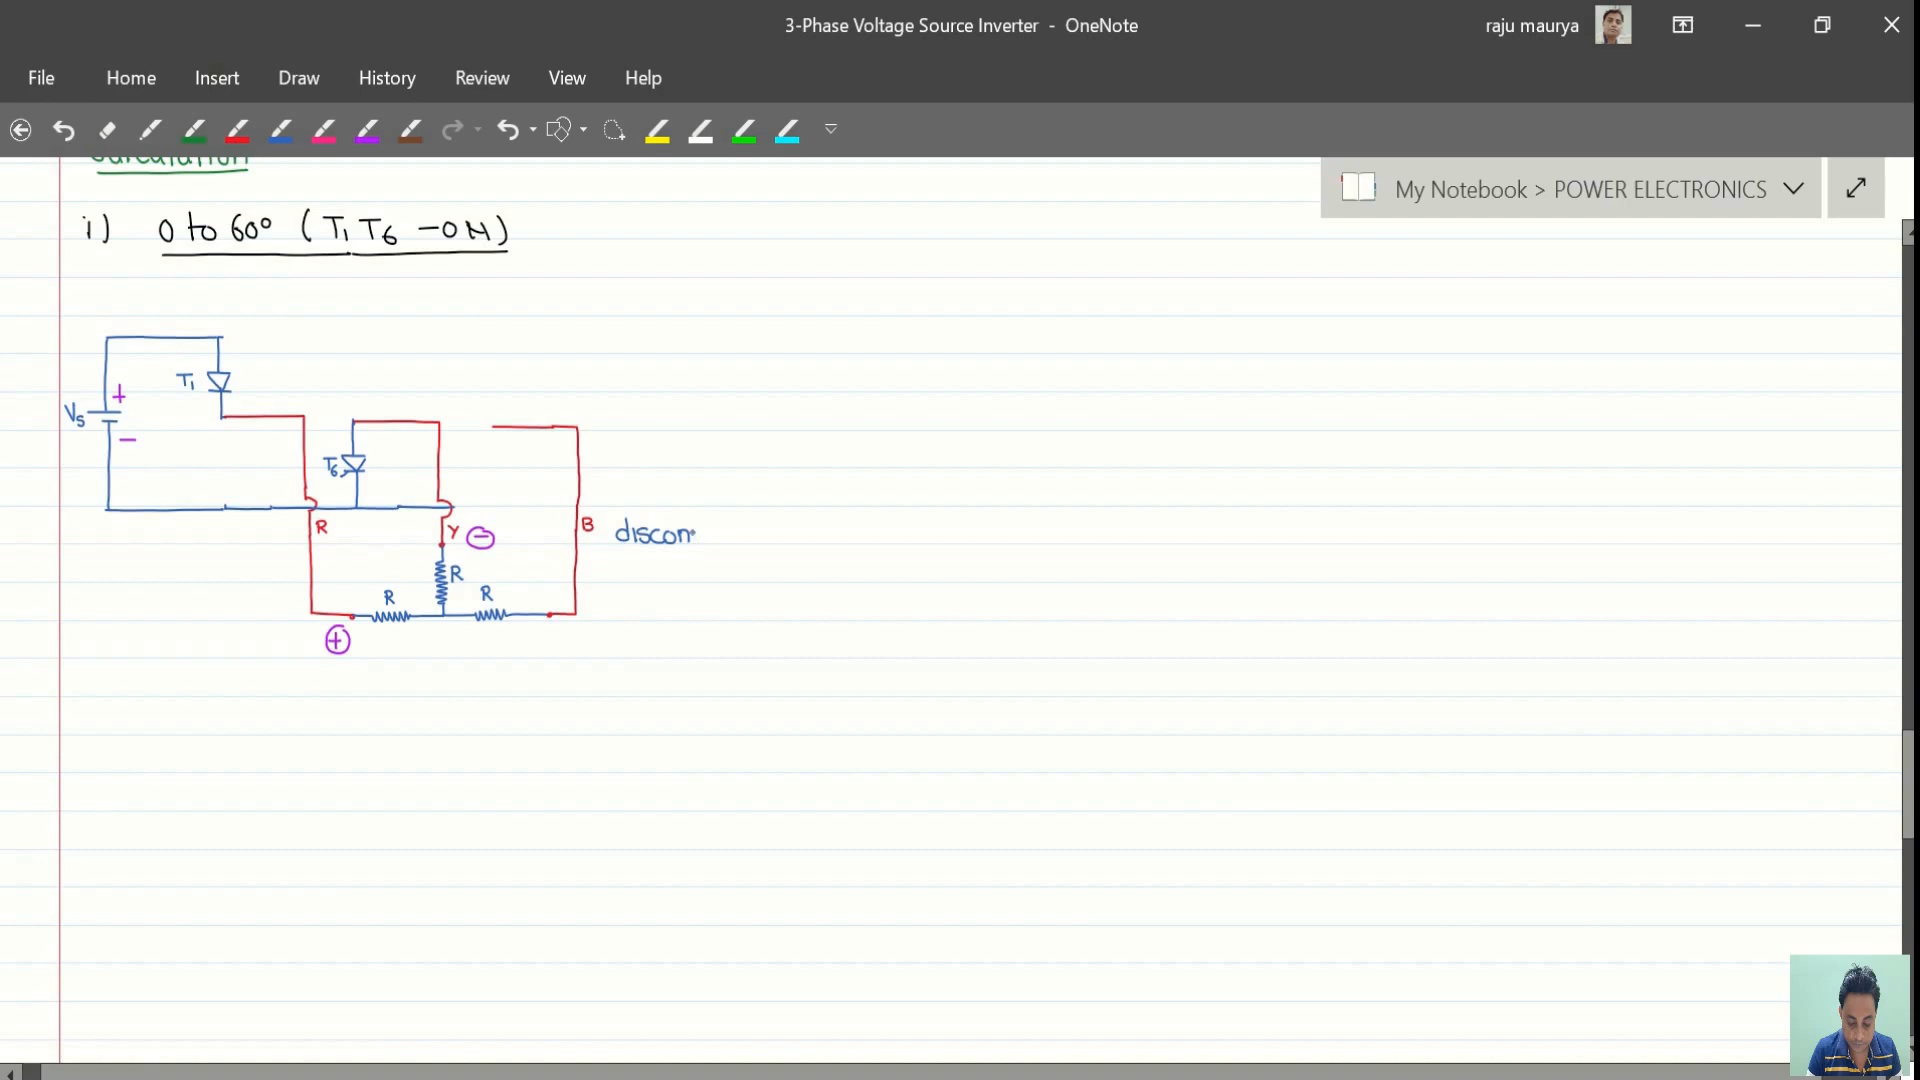 3-Phase Voltage Source Inverter - OneNote
raju maurya
File Home Insert Draw History Review View Help
My Notebook > POWER ELECTRONICS
i) 0 to 60° (T1 T6 -ON)
T1
+
Vs
-
T6
R
Y
-
B
discon
R
R
R
+